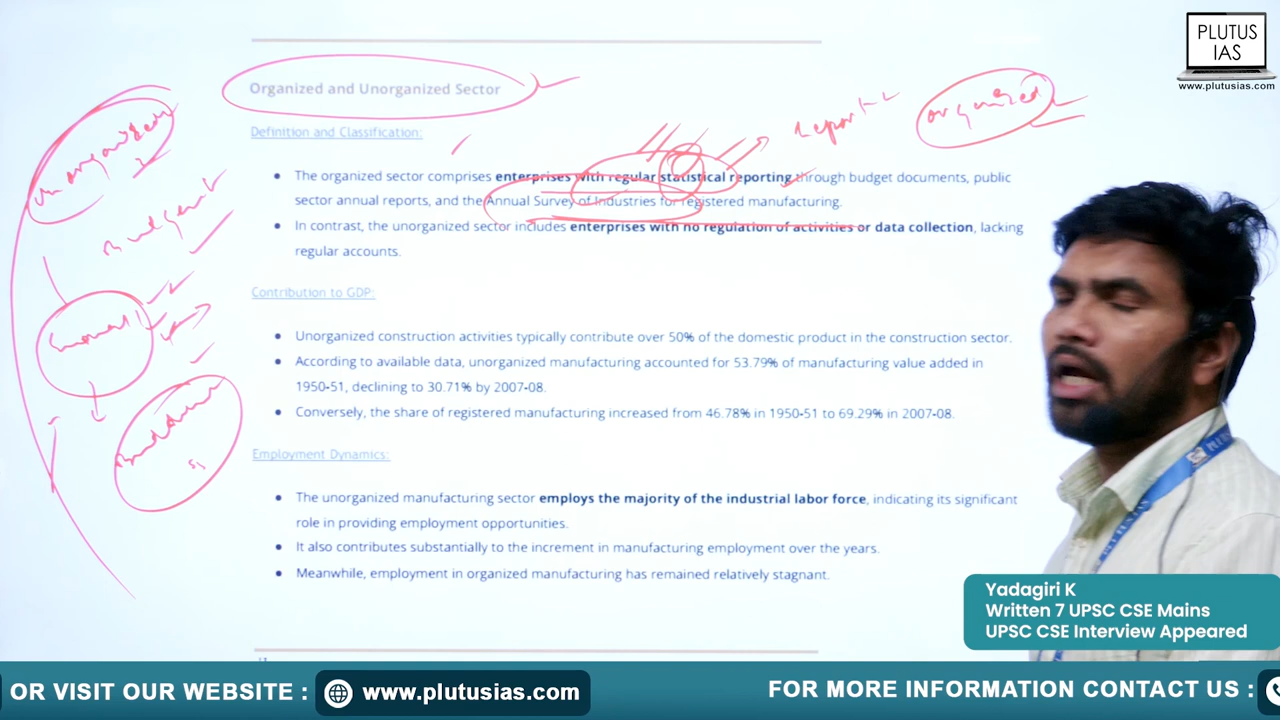 PLUTUS
IAS
www.plutusias.com
Organized and Unorganized Sector
organized
unorganized
Definition and Classification:
The organized sector comprises enterprises with regular statistical reporting through budget documents, public
sector annual reports, and the Annual Survey of Industries for registered manufacturing.
In contrast, the unorganized sector includes enterprises with no regulation of activities or data collection, lacking
regular accounts.
Contribution to GDP:
Unorganized construction activities typically contribute over 50% of the domestic product in the construction sector.
According to available data, unorganized manufacturing accounted for 53.79% of manufacturing value added in
1950-51, declining to 30.71% by 2007-08.
Conversely, the share of registered manufacturing increased from 46.78% in 1950-51 to 69.29% in 2007-08.
Employment Dynamics:
The unorganized manufacturing sector employs the majority of the industrial labor force, indicating its significant
role in providing employment opportunities.
It also contributes substantially to the increment in manufacturing employment over the years.
Meanwhile, employment in organized manufacturing has remained relatively stagnant.
Yadagiri K
Written 7 UPSC CSE Mains
UPSC CSE Interview Appeared
OR VISIT OUR WEBSITE : www.plutusias.com
FOR MORE INFORMATION CONTACT US :